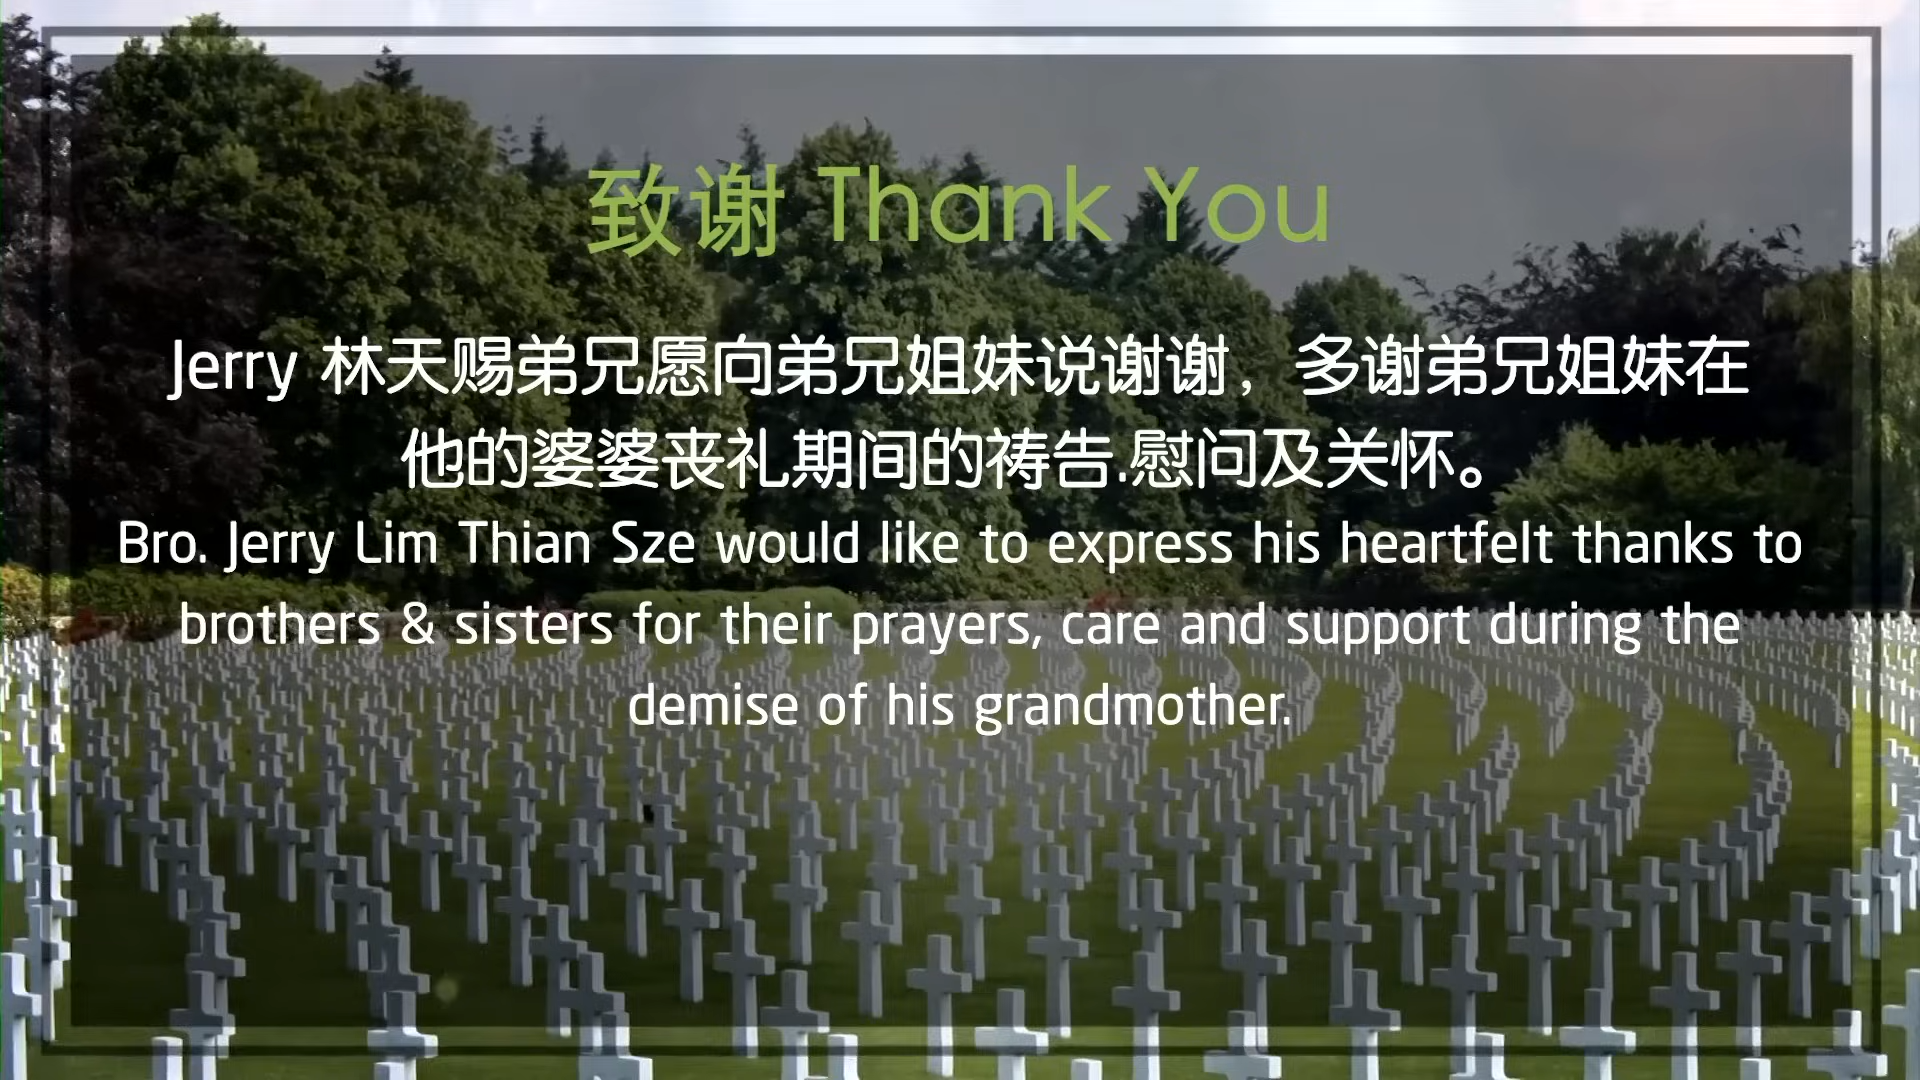 致谢 Thank You
Jerry 林天赐弟兄愿向弟兄姐妹说谢谢，多谢弟兄姐妹在
他的婆婆丧礼期间的祷告.慰问及关怀。
Bro. Jerry Lim Thian Sze would like to express his heartfelt thanks to
brothers & sisters for their prayers, care and support during the
demise of his grandmother.